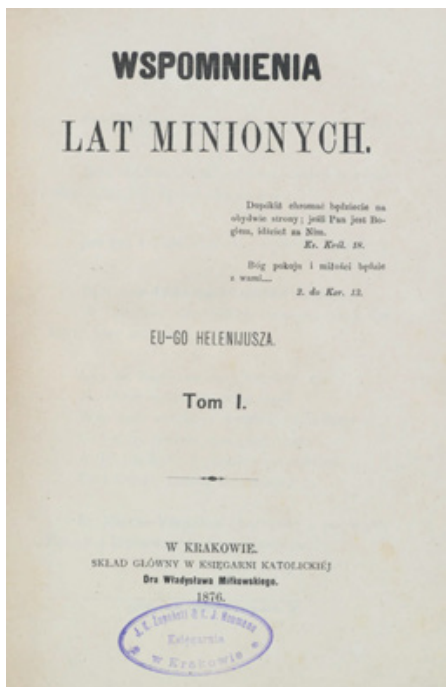 WSPOMNIENIA
LAT MINIONYCH.
Dopókiż chromać będziecie na
obydwie strony; jeśli Pan jest Bo-
giem, idźcież za Nim.
Ks. Król. 18.
Bóg pokoju i miłości będzie
z wami...
2. do Kor. 13.
EU-GO HELENIJUSZA.
Tom I.
W KRAKOWIE.
SKŁAD GŁÓWNY W KSIĘGARNI KATOLICKIÉJ
Dra Władysława Miłkowskiego.
1876.
Księgarnia
w Krakowie